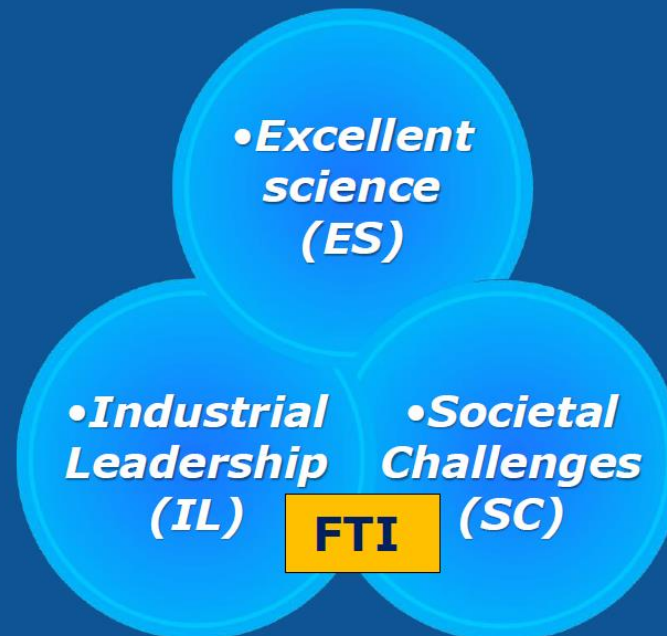 •Excellent
science
(ES)
•Industrial
Leadership
(IL)
•Societal
Challenges
(SC)
FTI